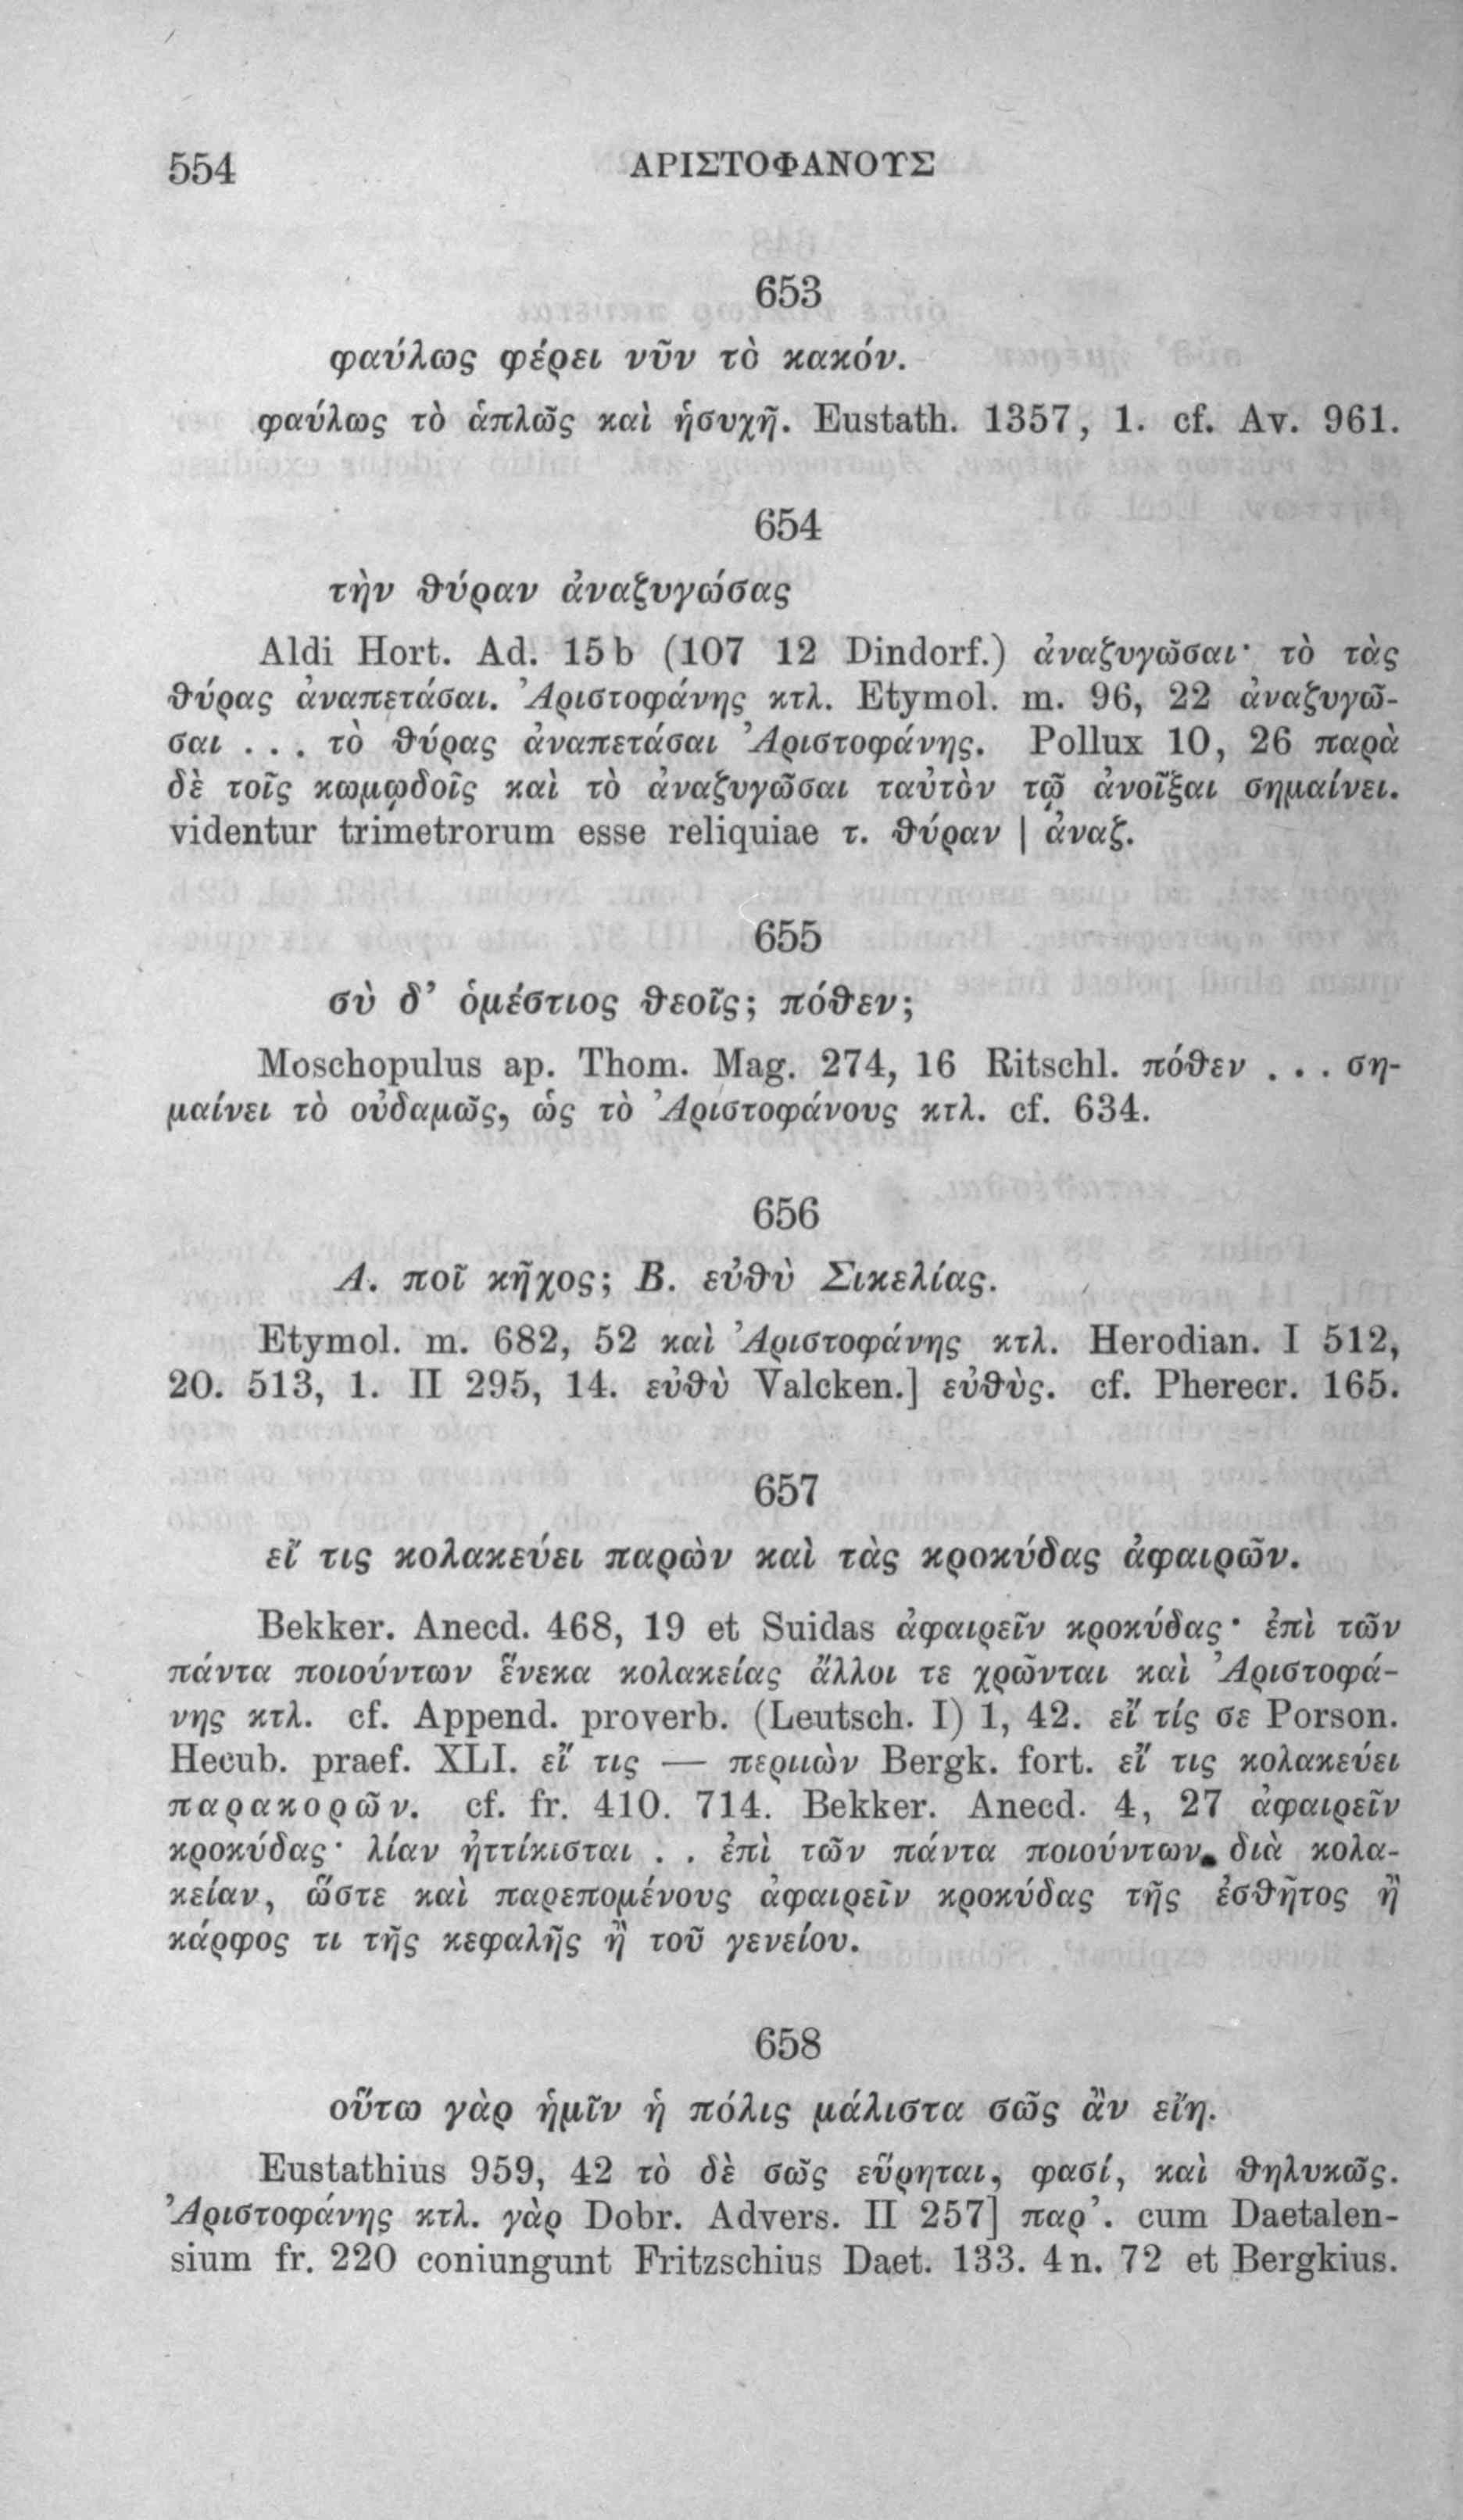 554
ΑΡΙΣΤΟΦΑΝΟΥΣ
653
φαύλως φέρει νῦν τὸ κακόν.
φαύλως τὸ ἁπλῶς καὶ ἡσυχῆ. Eustath. 1357, 1. cf. Av. 961.
654
τὴν θύραν ἀναζυγώσας
Aldi Hort. Ad. 15b (107 12 Dindorf.) ἀναζυγῶσαι· τὸ τὰς
θύρας ἀναπετάσαι. Ἀριστοφάνης κτλ. Etymol. m. 96, 22 ἀναζυγῶ-
σαι . . . τὸ θύρας ἀναπετάσαι Ἀριστοφάνης. Pollux 10, 26 παρὰ
δὲ τοῖς κωμῳδοῖς καὶ τὸ ἀναζυγῶσαι ταὐτὸν τῷ ἀνοῖξαι σημαίνει.
videntur trimetrorum esse reliquiae τ. θύραν | ἀναζ.
655
σὺ δ’ ὁμέστιος θεοῖς; πόθεν;
Moschopulus ap. Thom. Mag. 274, 16 Ritschl. πόθεν . . . ση-
μαίνει τὸ οὐδαμῶς, ὡς τὸ Ἀριστοφάνους κτλ. cf. 634.
656
Α. ποῖ κῆχος; Β. εὐθὺ Σικελίας.
Etymol. m. 682, 52 καὶ Ἀριστοφάνης κτλ. Herodian. I 512,
20. 513, 1. II 295, 14. εὐθὺ Valcken.] εὐθὺς. cf. Pherecr. 165.
657
εἴ τις κολακεύει παρὼν καὶ τὰς κροκύδας ἀφαιρῶν.
Bekker. Anecd. 468, 19 et Suidas ἀφαιρεῖν κροκύδας· ἐπὶ τῶν
πάντα ποιούντων ἕνεκα κολακείας ἄλλοι τε χρῶνται καὶ Ἀριστοφά-
νης κτλ. cf. Append. proverb. (Leutsch. I) 1, 42. εἴ τίς σε Porson.
Hecub. praef. XLI. εἴ τις — περιιὼν Bergk. fort. εἴ τις κολακεύει
παρακορῶν. cf. fr. 410. 714. Bekker. Anecd. 4, 27 ἀφαιρεῖν
κροκύδας· λίαν ἠττίκισται . . ἐπὶ τῶν πάντα ποιούντων διὰ κολα-
κείαν, ὥστε καὶ παρεπομένους ἀφαιρεῖν κροκύδας τῆς ἐσθῆτος ἢ
κάρφος τι τῆς κεφαλῆς ἢ τοῦ γενείου.
658
οὕτω γὰρ ἡμῖν ἡ πόλις μάλιστα σῶς ἂν εἴη.
Eustathius 959, 42 τὸ δὲ σῶς εὕρηται, φασί, καὶ θηλυκῶς.
Ἀριστοφάνης κτλ. γὰρ Dobr. Advers. II 257] παρ’. cum Daetalen-
sium fr. 220 coniungunt Fritzschius Daet. 133. 4n. 72 et Bergkius.